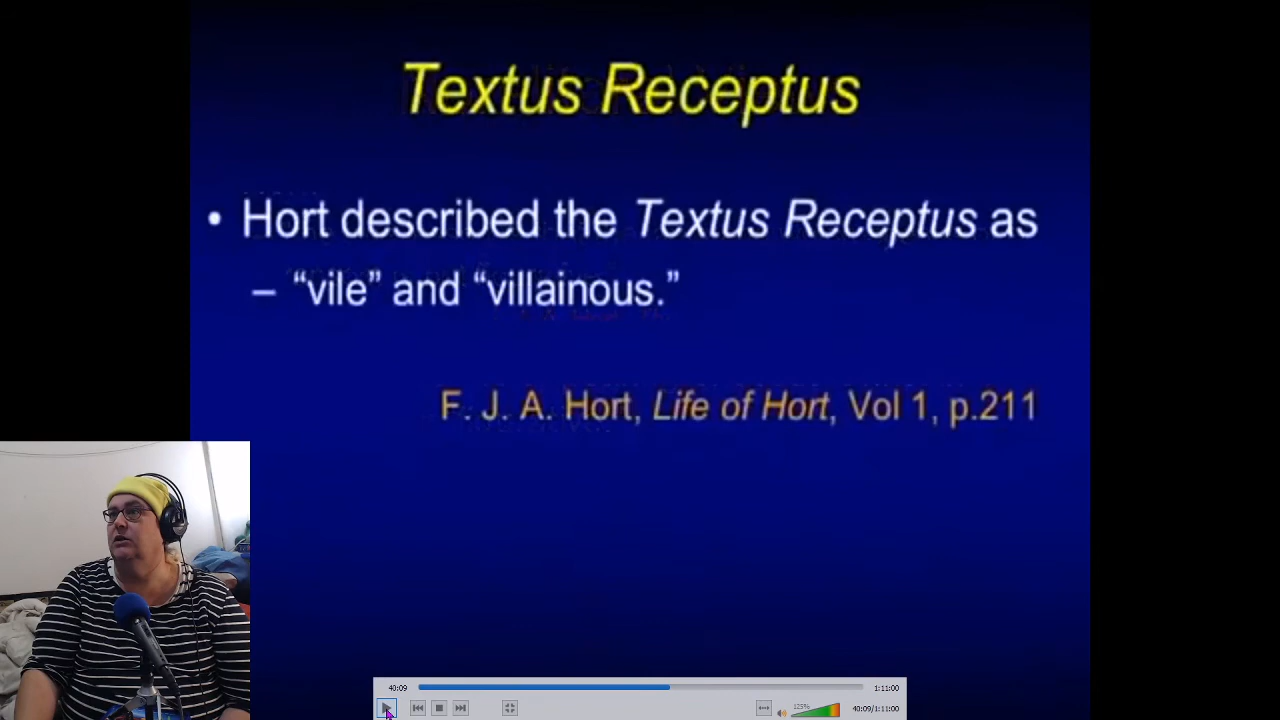 Textus Receptus
• Hort described the Textus Receptus as
– “vile” and “villainous.”
F. J. A. Hort, Life of Hort, Vol 1, p.211
40:09
1:11:00
125%
40:09/1:11:00